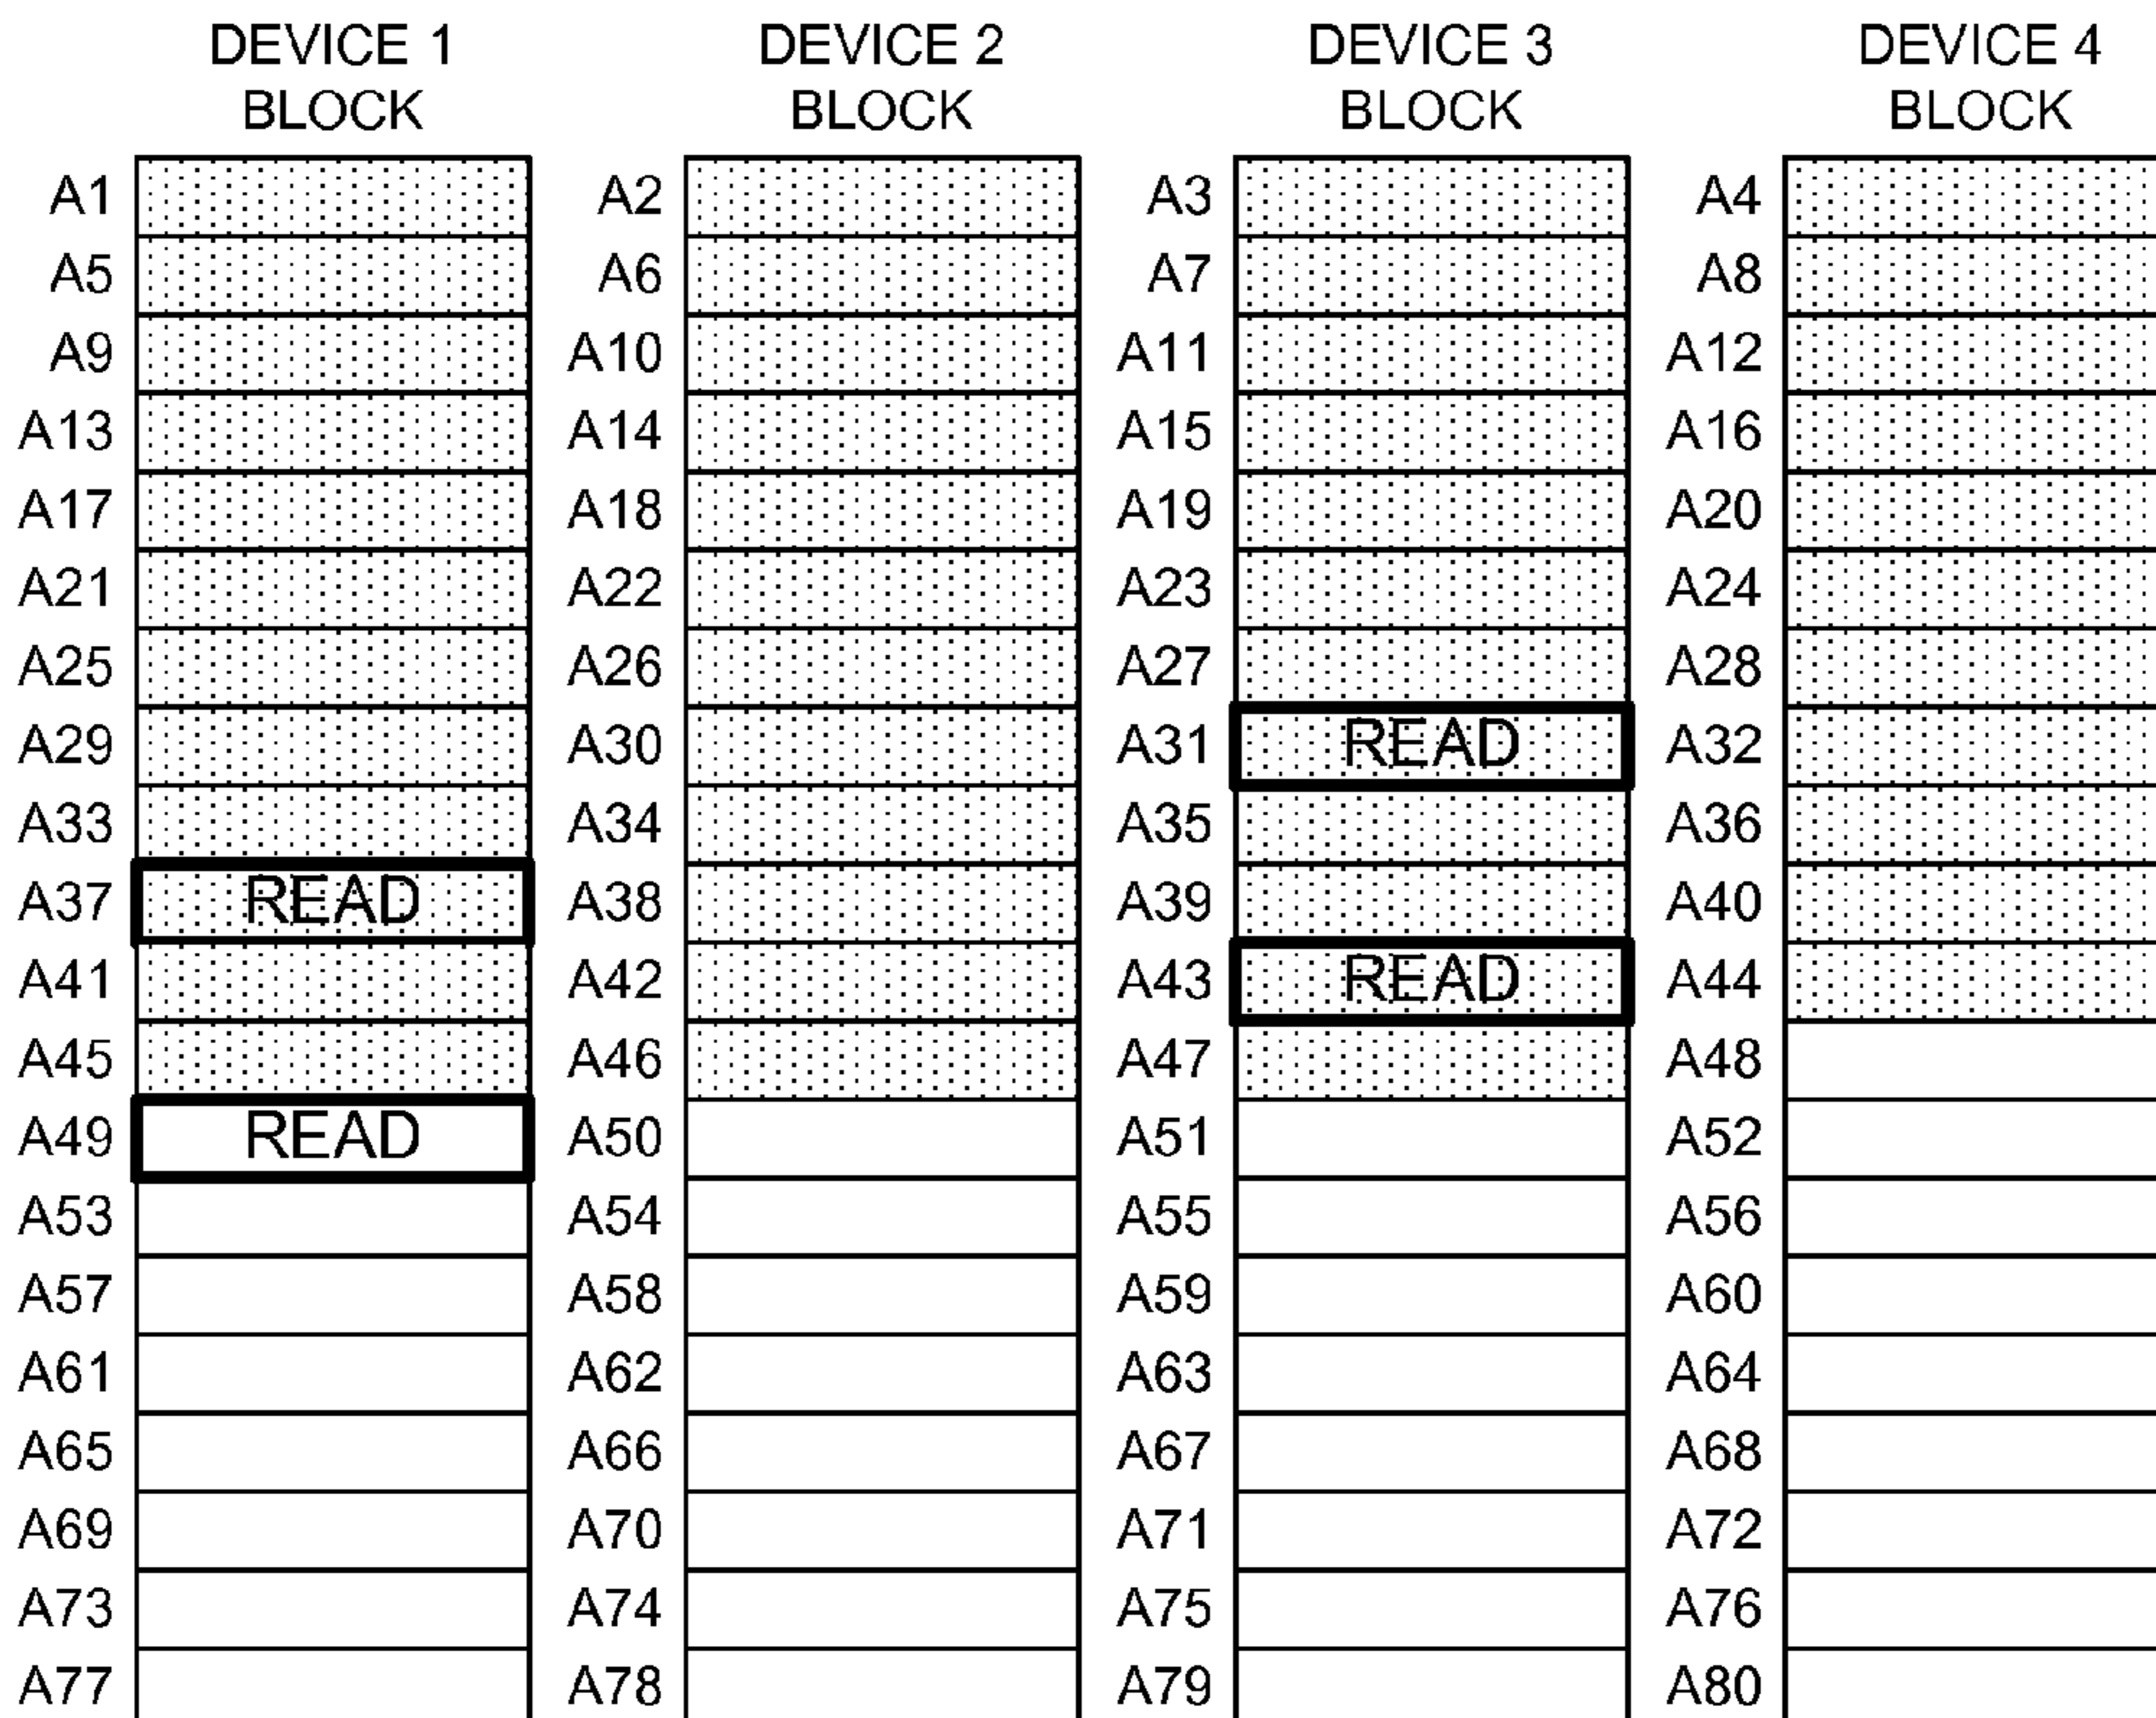 DEVICE 1 DEVICE 2 DEVICE 3 DEVICE 4
BLOCK BLOCK BLOCK BLOCK
A1 A2 A3 A4
A5 A6 A7 A8
A9 A10 A11 A12
A13 A14 A15 A16
A17 A18 A19 A20
A21 A22 A23 A24
A25 A26 A27 A28
A29 A30 A31 READ A32
A33 A34 A35 A36
A37 READ A38 A39 A40
A41 A42 A43 READ A44
A45 A46 A47 A48
A49 READ A50 A51 A52
A53 A54 A55 A56
A57 A58 A59 A60
A61 A62 A63 A64
A65 A66 A67 A68
A69 A70 A71 A72
A73 A74 A75 A76
A77 A78 A79 A80